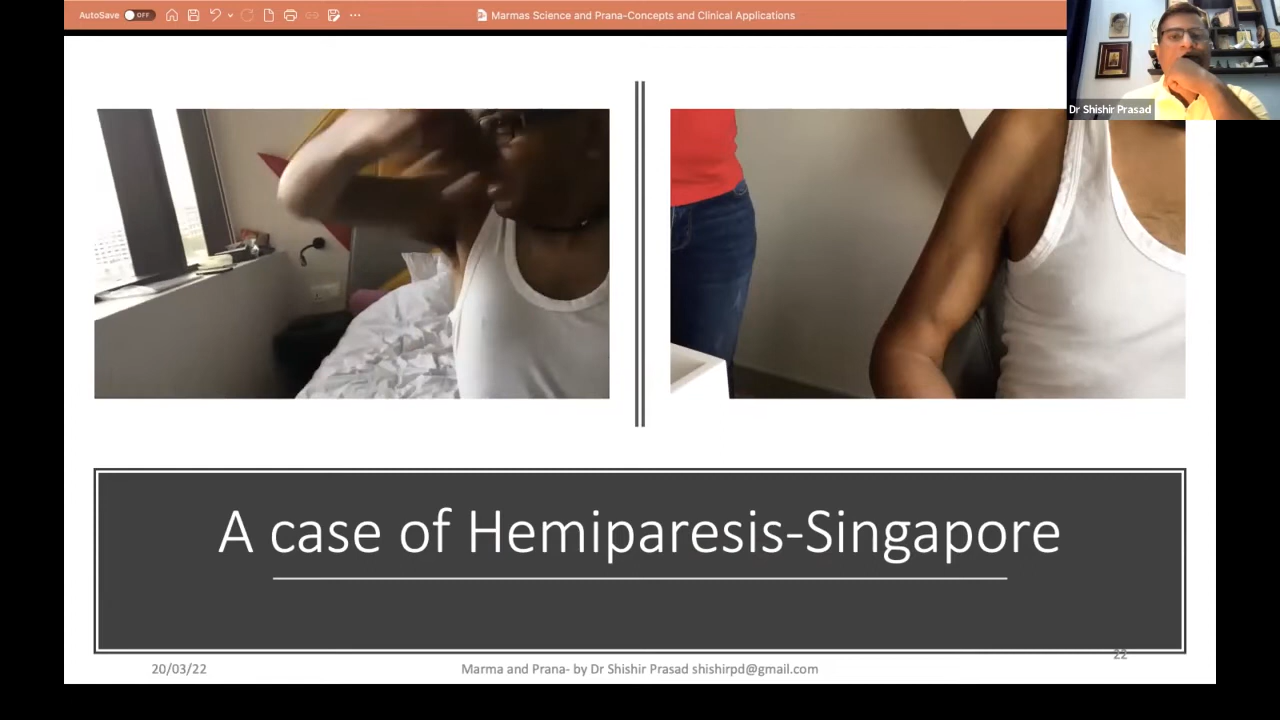 AutoSave OFF
Marmas Science and Prana-Concepts and Clinical Applications
Dr Shishir Prasad
A case of Hemiparesis-Singapore
22
20/03/22
Marma and Prana- by Dr Shishir Prasad shishirpd@gmail.com